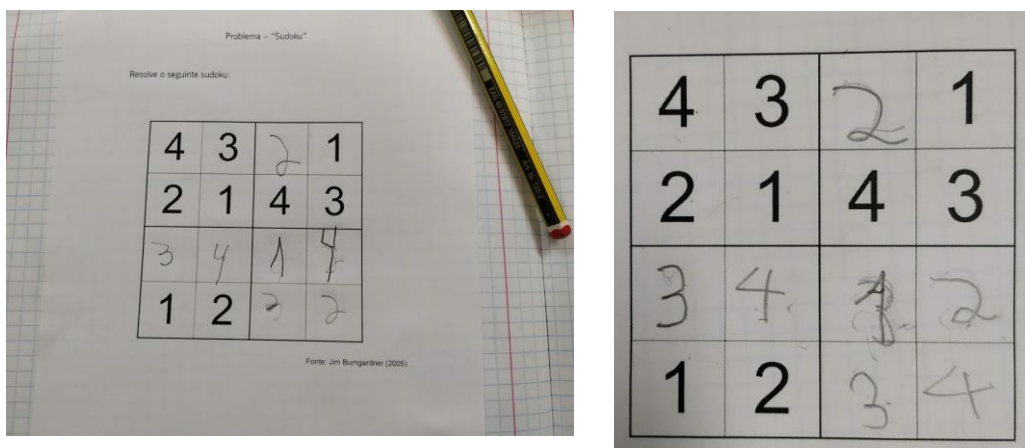 Problema – "Sudoku"
Resolve o seguinte sudoku:
4 3 2 1
2 1 4 3
3 4 1 4
1 2 3 2
Fonte: Jim Bumgardner (2005)
4 3 2 1
2 1 4 3
3 4 1 2
1 2 3 4